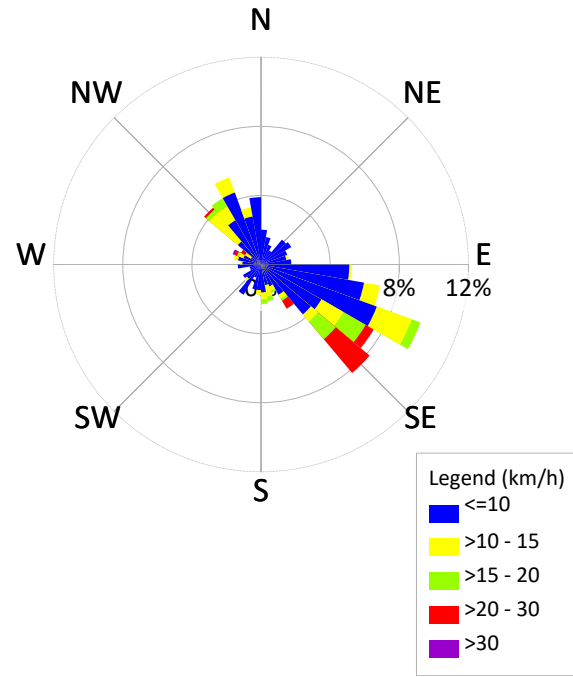 N
NW
NE
W
E
8%
12%
SW
SE
S
Legend (km/h)
<=10
>10 - 15
>15 - 20
>20 - 30
>30